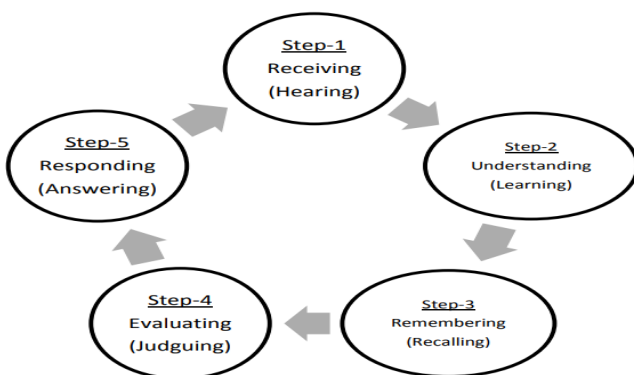 Step-1
Receiving
(Hearing)
Step-2
Understanding
(Learning)
Step-3
Remembering
(Recalling)
Step-4
Evaluating
(Judguing)
Step-5
Responding
(Answering)